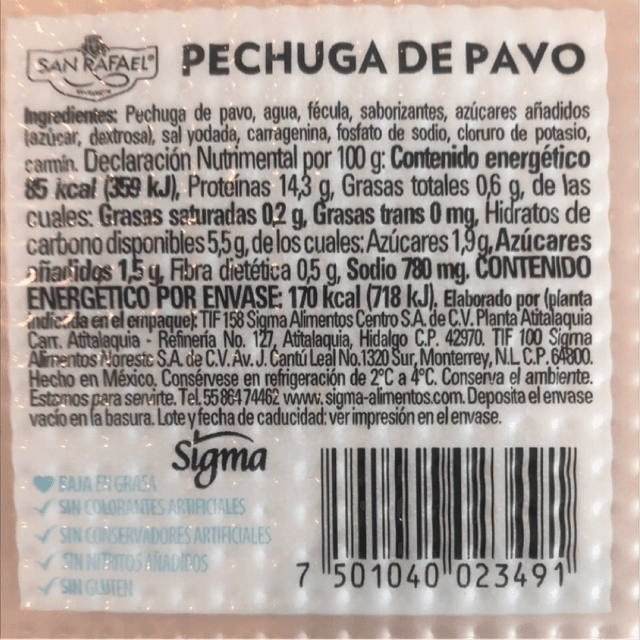 SAN RAFAEL®
PECHUGA DE PAVO
Ingredientes: Pechuga de pavo, agua, fécula, saborizantes, azúcares añadidos
(azúcar, dextrosa), sal yodada, carragenina, fosfato de sodio, cloruro de potasio,
carmín. Declaración Nutrimental por 100 g: Contenido energético
85 kcal (359 kJ), Proteínas 14,3 g, Grasas totales 0,6 g, de las
cuales: Grasas saturadas 0,2 g, Grasas trans 0 mg, Hidratos de
carbono disponibles 5,5 g, de los cuales: Azúcares 1,9 g, Azúcares
añadidos 1,5 g, Fibra dietética 0,5 g, Sodio 780 mg. CONTENIDO
ENERGÉTICO POR ENVASE: 170 kcal (718 kJ). Elaborado por (planta
indicada en el empaque): TIF 158 Sigma Alimentos Centro S.A. de C.V. Planta Atitalaquia
Carr. Atitalaquia - Refinería No. 127, Atitalaquia, Hidalgo C.P. 42970. TIF 100 Sigma
Alimentos Noreste S.A. de C.V. Av. J. Cantú Leal No.1320 Sur, Monterrey, N.L. C.P. 64800.
Hecho en México. Consérvese en refrigeración de 2°C a 4°C. Conserva el ambiente.
Estamos para servirte. Tel. 55 8647 4462 www.sigma-alimentos.com. Deposita el envase
vacío en la basura. Lote y fecha de caducidad: ver impresión en el envase.
Sigma
BAJA EN GRASA
SIN COLORANTES ARTIFICIALES
SIN CONSERVADORES ARTIFICIALES
SIN NITRITOS AÑADIDOS
SIN GLUTEN
7 501040 023491